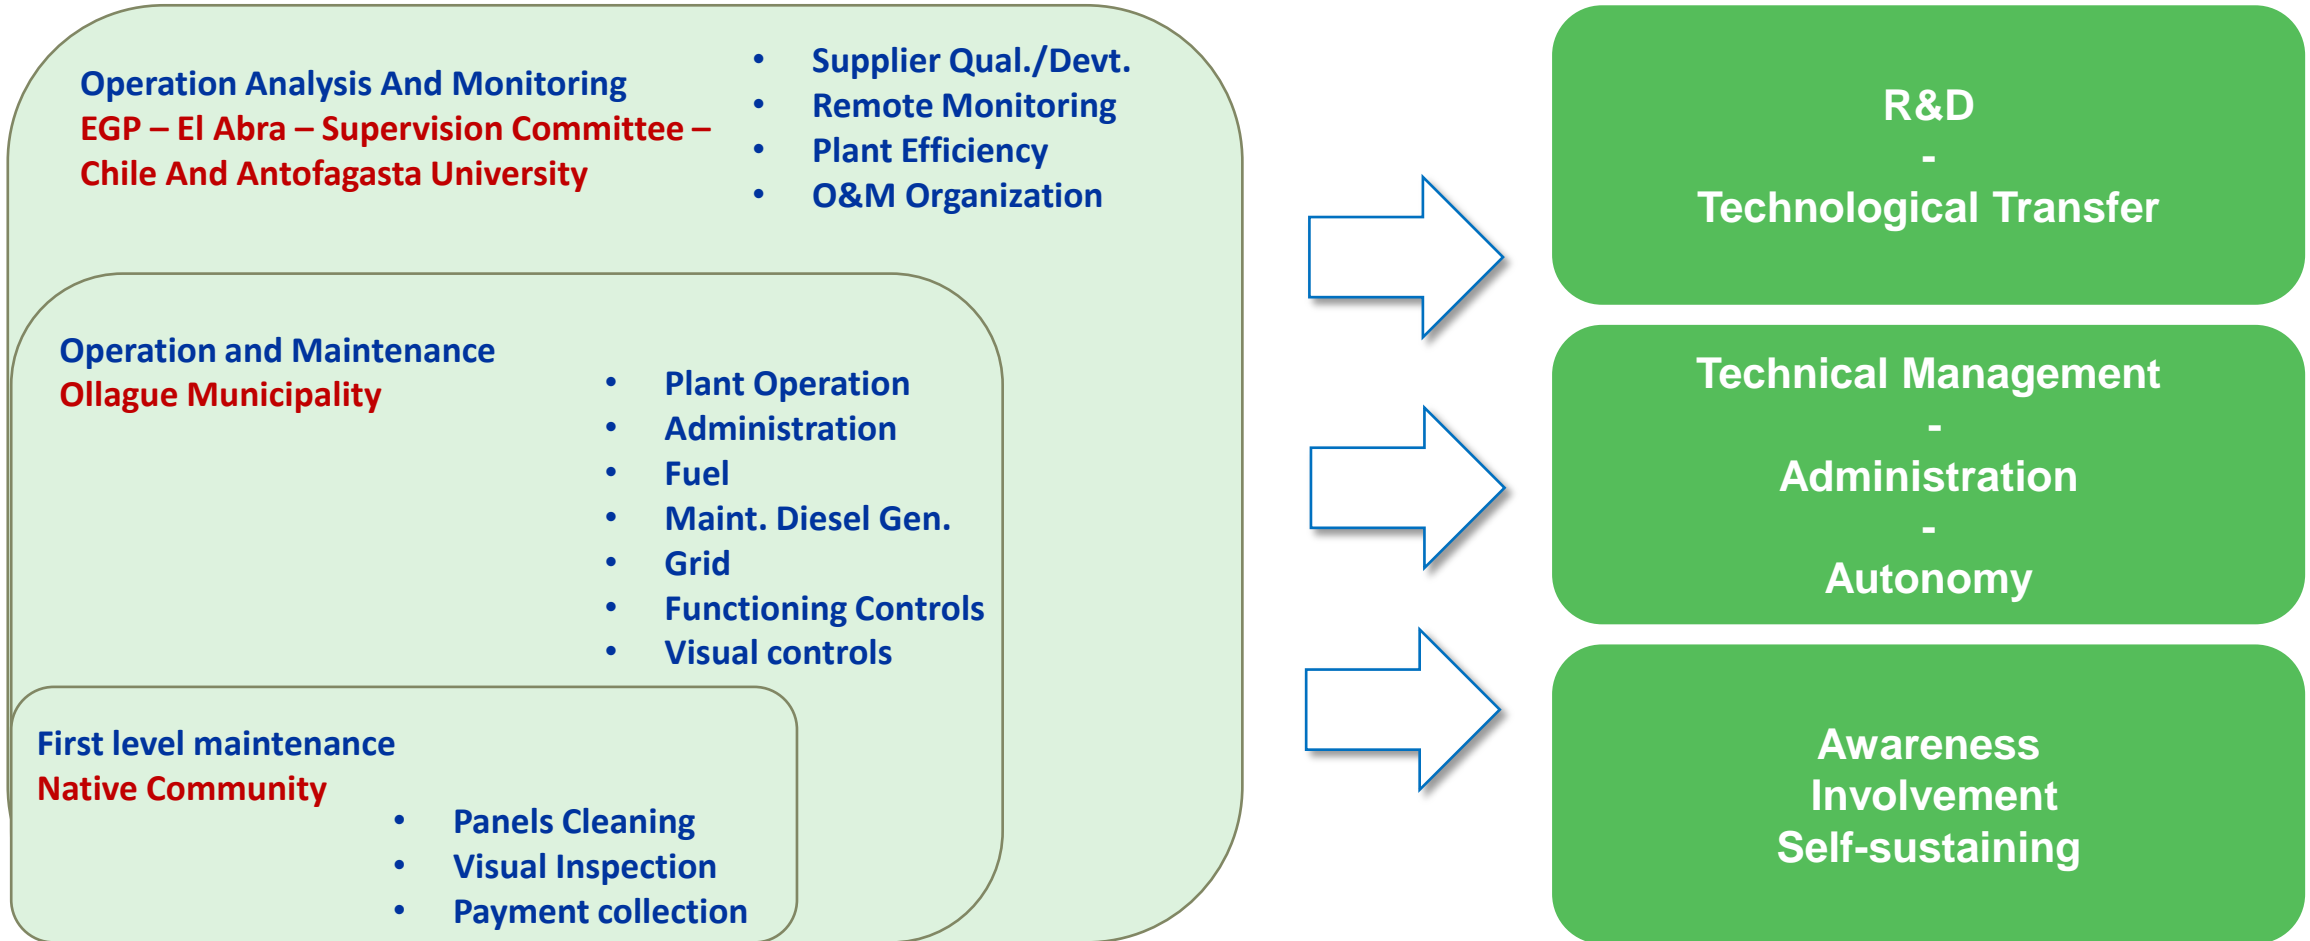 Operation Analysis And Monitoring
EGP – El Abra – Supervision Committee –
Chile And Antofagasta University
• Supplier Qual./Devt.
• Remote Monitoring
• Plant Efficiency
• O&M Organization
Operation and Maintenance
Ollague Municipality
• Plant Operation
• Administration
• Fuel
• Maint. Diesel Gen.
• Grid
• Functioning Controls
• Visual controls
First level maintenance
Native Community
• Panels Cleaning
• Visual Inspection
• Payment collection
R&D
-
Technological Transfer
Technical Management
-
Administration
-
Autonomy
Awareness
Involvement
Self-sustaining